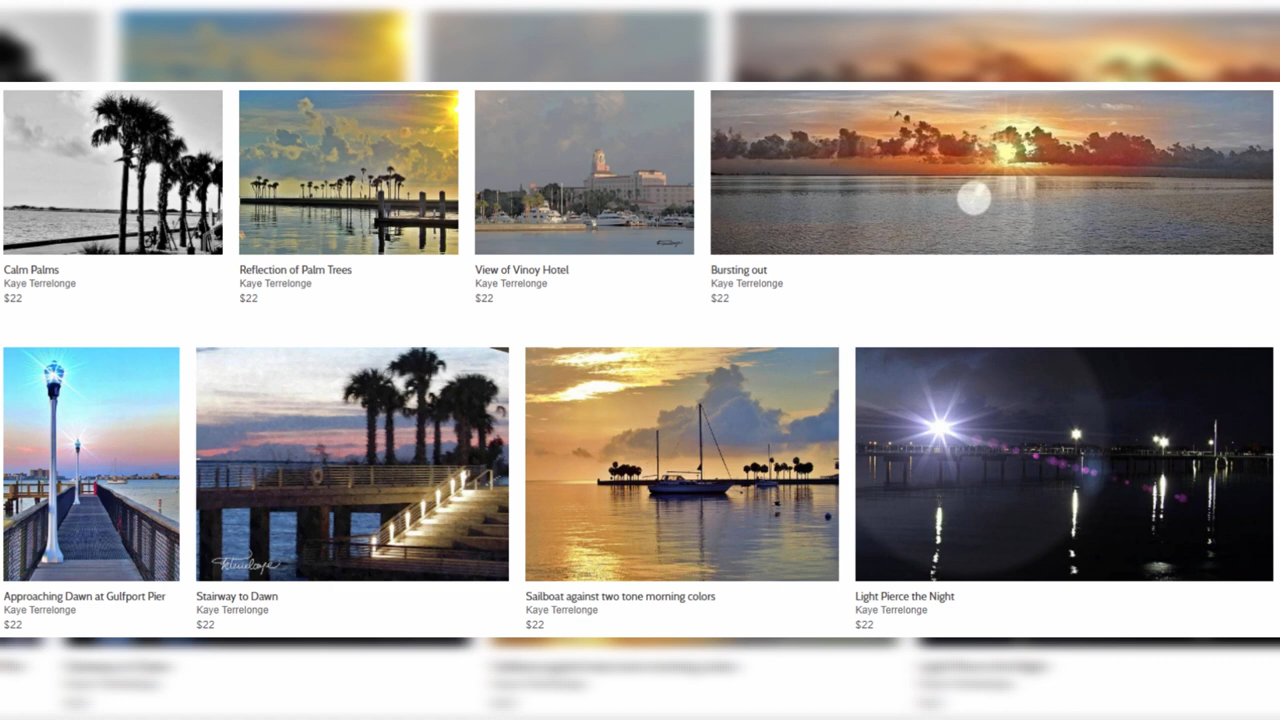 Calm Palms
Kaye Terrelonge
$22
Reflection of Palm Trees
Kaye Terrelonge
$22
View of Vinoy Hotel
Kaye Terrelonge
$22
Bursting out
Kaye Terrelonge
$22
Approaching Dawn at Gulfport Pier
Kaye Terrelonge
$22
Stairway to Dawn
Kaye Terrelonge
$22
Sailboat against two tone morning colors
Kaye Terrelonge
$22
Light Pierce the Night
Kaye Terrelonge
$22